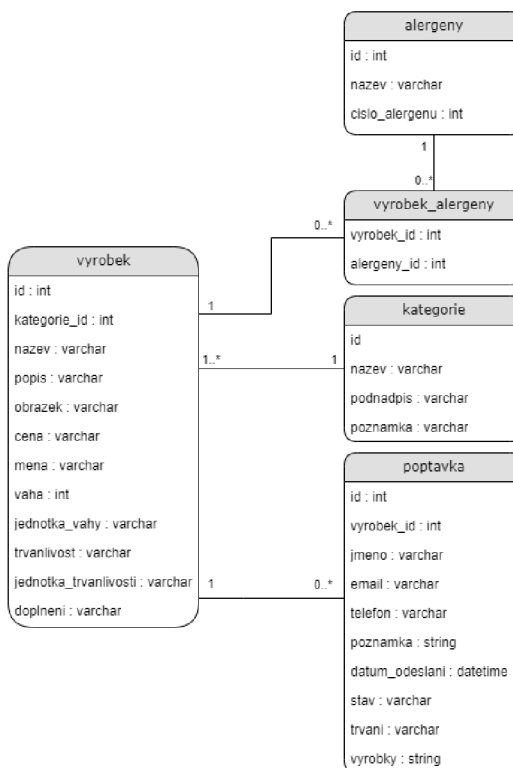 alergeny
id : int
nazev : varchar
cislo_alergenu : int
1
0..*
vyrobek_alergeny
vyrobek_id : int
alergeny_id : int
0..*
1
vyrobek
id : int
kategorie_id : int
nazev : varchar
popis : varchar
obrazek : varchar
cena : varchar
mena : varchar
vaha : int
jednotka_vahy : varchar
trvanlivost : varchar
jednotka_trvanlivosti : varchar
doplneni : varchar
1..*
1
kategorie
id
nazev : varchar
podnadpis : varchar
poznamka : varchar
1
0..*
poptavka
id : int
vyrobek_id : int
jmeno : varchar
email : varchar
telefon : varchar
poznamka : string
datum_odeslani : datetime
stav : varchar
trvani : varchar
vyrobky : string